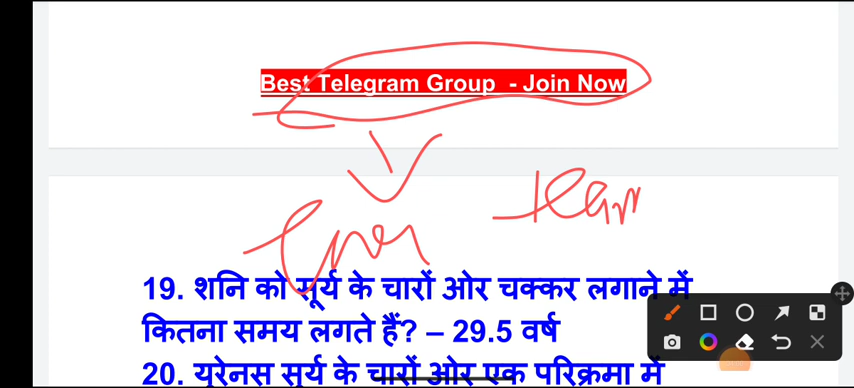 Best Telegram Group - Join Now
19. शनि को सूर्य के चारों ओर चक्कर लगाने में
कितना समय लगते हैं? – 29.5 वर्ष
20. यूरेनस सूर्य के चारों ओर एक परिक्रमा में